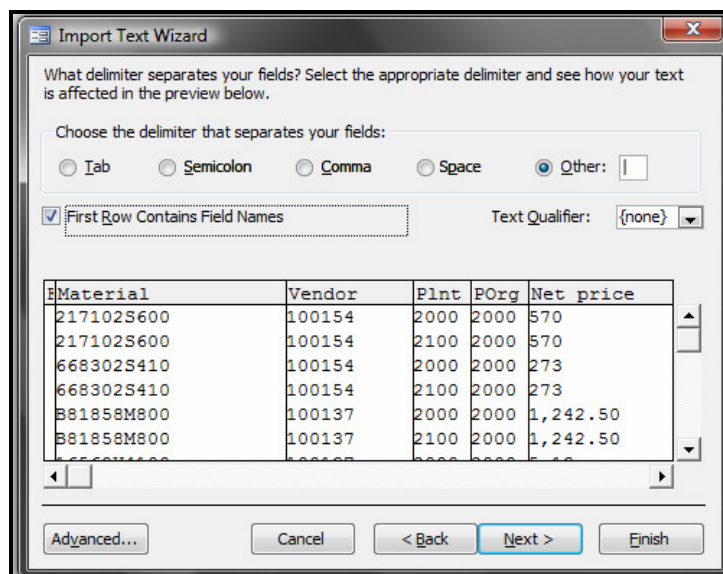 Import Text Wizard
What delimiter separates your fields? Select the appropriate delimiter and see how your text
is affected in the preview below.
Choose the delimiter that separates your fields:
Tab Semicolon Comma Space Other: |
First Row Contains Field Names Text Qualifier: {none}
Material Vendor Plnt POrg Net price
217102S600 100154 2000 2000 570
217102S600 100154 2100 2000 570
668302S410 100154 2000 2000 273
668302S410 100154 2100 2000 273
B81858M800 100137 2000 2000 1,242.50
B81858M800 100137 2100 2000 1,242.50
Advanced... Cancel < Back Next > Finish